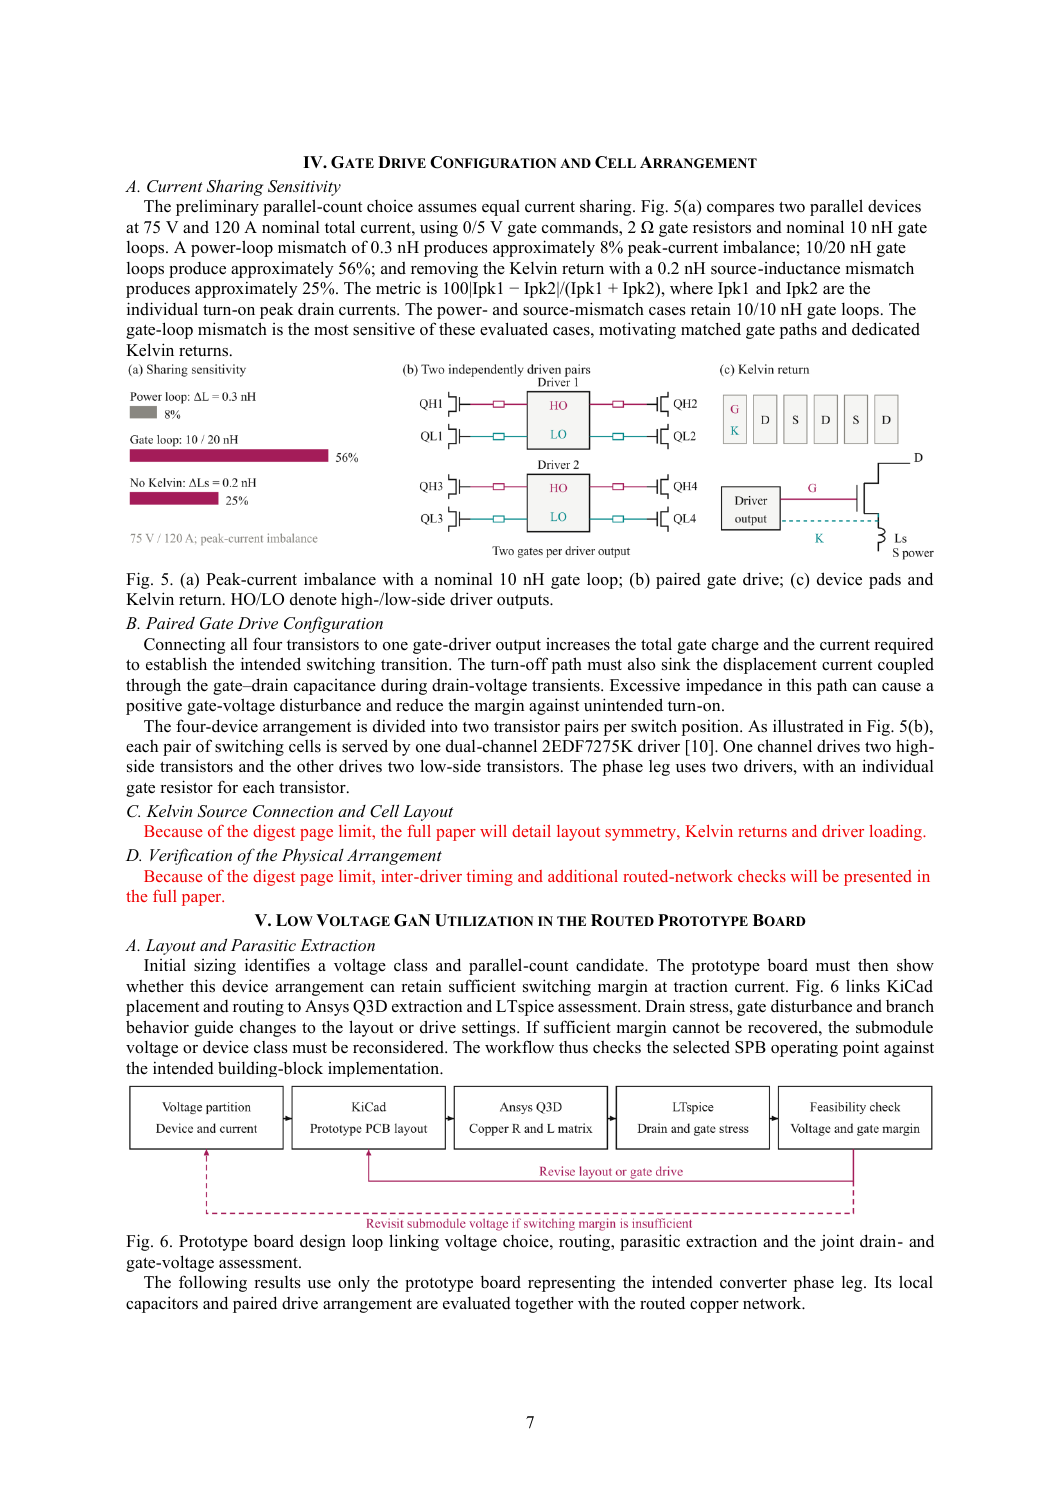 IV. GATE DRIVE CONFIGURATION AND CELL ARRANGEMENT
A. Current Sharing Sensitivity
The preliminary parallel-count choice assumes equal current sharing. Fig. 5(a) compares two parallel devices
at 75 V and 120 A nominal total current, using 0/5 V gate commands, 2 Ω gate resistors and nominal 10 nH gate
loops. A power-loop mismatch of 0.3 nH produces approximately 8% peak-current imbalance; 10/20 nH gate
loops produce approximately 56%; and removing the Kelvin return with a 0.2 nH source-inductance mismatch
produces approximately 25%. The metric is 100|Ipk1 − Ipk2|/(Ipk1 + Ipk2), where Ipk1 and Ipk2 are the
individual turn-on peak drain currents. The power- and source-mismatch cases retain 10/10 nH gate loops. The
gate-loop mismatch is the most sensitive of these evaluated cases, motivating matched gate paths and dedicated
Kelvin returns.
(a) Sharing sensitivity
Power loop: ΔL = 0.3 nH
8%
Gate loop: 10 / 20 nH
56%
No Kelvin: ΔLs = 0.2 nH
25%
75 V / 120 A; peak-current imbalance
(b) Two independently driven pairs
Driver 1
QH1 HO QH2
QL1 LO QL2
Driver 2
QH3 HO QH4
QL3 LO QL4
Two gates per driver output
(c) Kelvin return
G
K
D S D S D
D
G
Driver
output
K
Ls
S power
Fig. 5. (a) Peak-current imbalance with a nominal 10 nH gate loop; (b) paired gate drive; (c) device pads and
Kelvin return. HO/LO denote high-/low-side driver outputs.
B. Paired Gate Drive Configuration
Connecting all four transistors to one gate-driver output increases the total gate charge and the current required
to establish the intended switching transition. The turn-off path must also sink the displacement current coupled
through the gate–drain capacitance during drain-voltage transients. Excessive impedance in this path can cause a
positive gate-voltage disturbance and reduce the margin against unintended turn-on.
The four-device arrangement is divided into two transistor pairs per switch position. As illustrated in Fig. 5(b),
each pair of switching cells is served by one dual-channel 2EDF7275K driver [10]. One channel drives two high-
side transistors and the other drives two low-side transistors. The phase leg uses two drivers, with an individual
gate resistor for each transistor.
C. Kelvin Source Connection and Cell Layout
Because of the digest page limit, the full paper will detail layout symmetry, Kelvin returns and driver loading.
D. Verification of the Physical Arrangement
Because of the digest page limit, inter-driver timing and additional routed-network checks will be presented in
the full paper.
V. LOW VOLTAGE GAN UTILIZATION IN THE ROUTED PROTOTYPE BOARD
A. Layout and Parasitic Extraction
Initial sizing identifies a voltage class and parallel-count candidate. The prototype board must then show
whether this device arrangement can retain sufficient switching margin at traction current. Fig. 6 links KiCad
placement and routing to Ansys Q3D extraction and LTspice assessment. Drain stress, gate disturbance and branch
behavior guide changes to the layout or drive settings. If sufficient margin cannot be recovered, the submodule
voltage or device class must be reconsidered. The workflow thus checks the selected SPB operating point against
the intended building-block implementation.
Voltage partition
Device and current
KiCad
Prototype PCB layout
Ansys Q3D
Copper R and L matrix
LTspice
Drain and gate stress
Feasibility check
Voltage and gate margin
Revise layout or gate drive
Revisit submodule voltage if switching margin is insufficient
Fig. 6. Prototype board design loop linking voltage choice, routing, parasitic extraction and the joint drain- and
gate-voltage assessment.
The following results use only the prototype board representing the intended converter phase leg. Its local
capacitors and paired drive arrangement are evaluated together with the routed copper network.
7